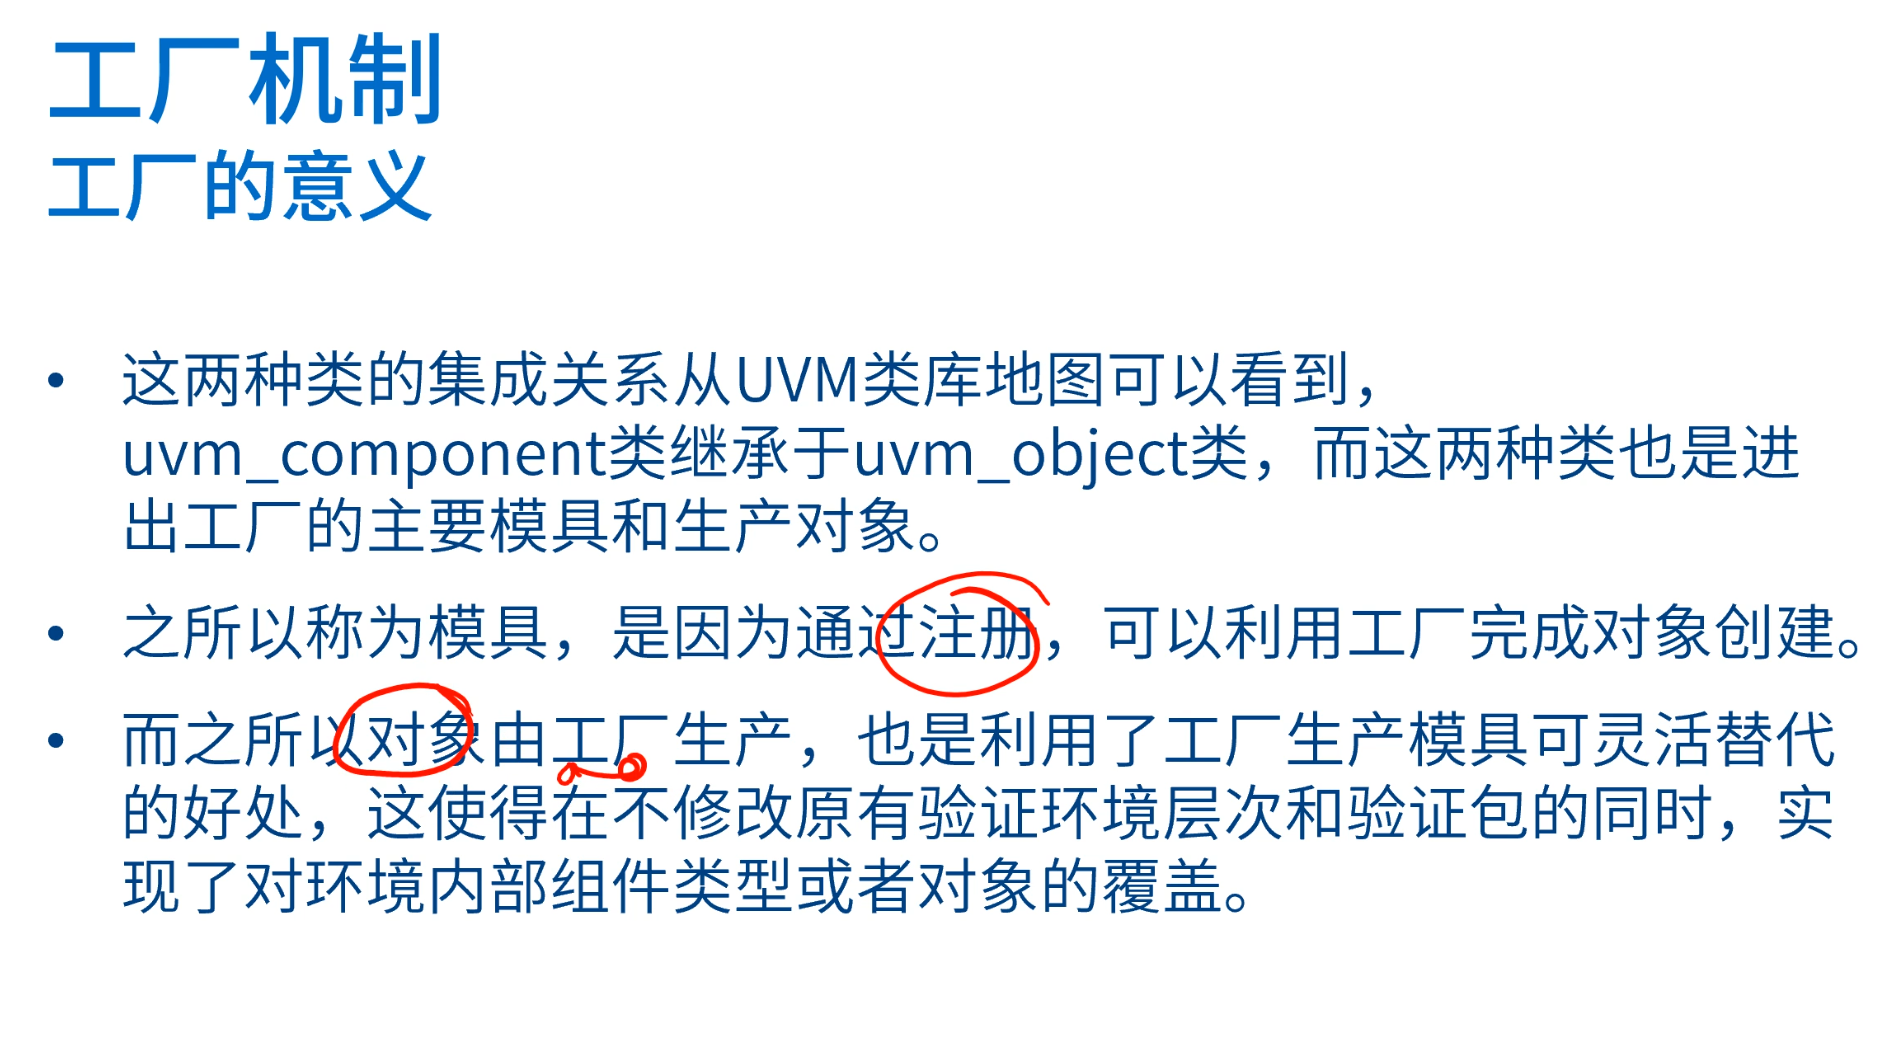 工厂机制
工厂的意义
• 这两种类的集成关系从UVM类库地图可以看到，
uvm_component类继承于uvm_object类，而这两种类也是进
出工厂的主要模具和生产对象。
• 之所以称为模具，是因为通过注册，可以利用工厂完成对象创建。
• 而之所以对象由工厂生产，也是利用了工厂生产模具可灵活替代
的好处，这使得在不修改原有验证环境层次和验证包的同时，实
现了对环境内部组件类型或者对象的覆盖。